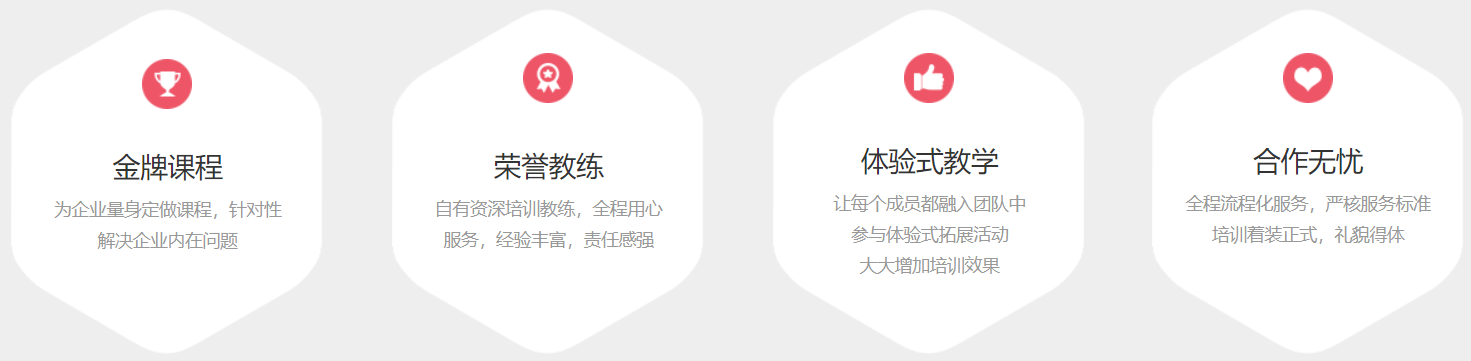 金牌课程
为企业量身定做课程，针对性
解决企业内在问题
荣誉教练
自有资深培训教练，全程用心
服务，经验丰富，责任感强
体验式教学
让每个成员都融入团队中
参与体验式拓展活动
大大增加培训效果
合作无忧
全程流程化服务，严核服务标准
培训着装正式，礼貌得体